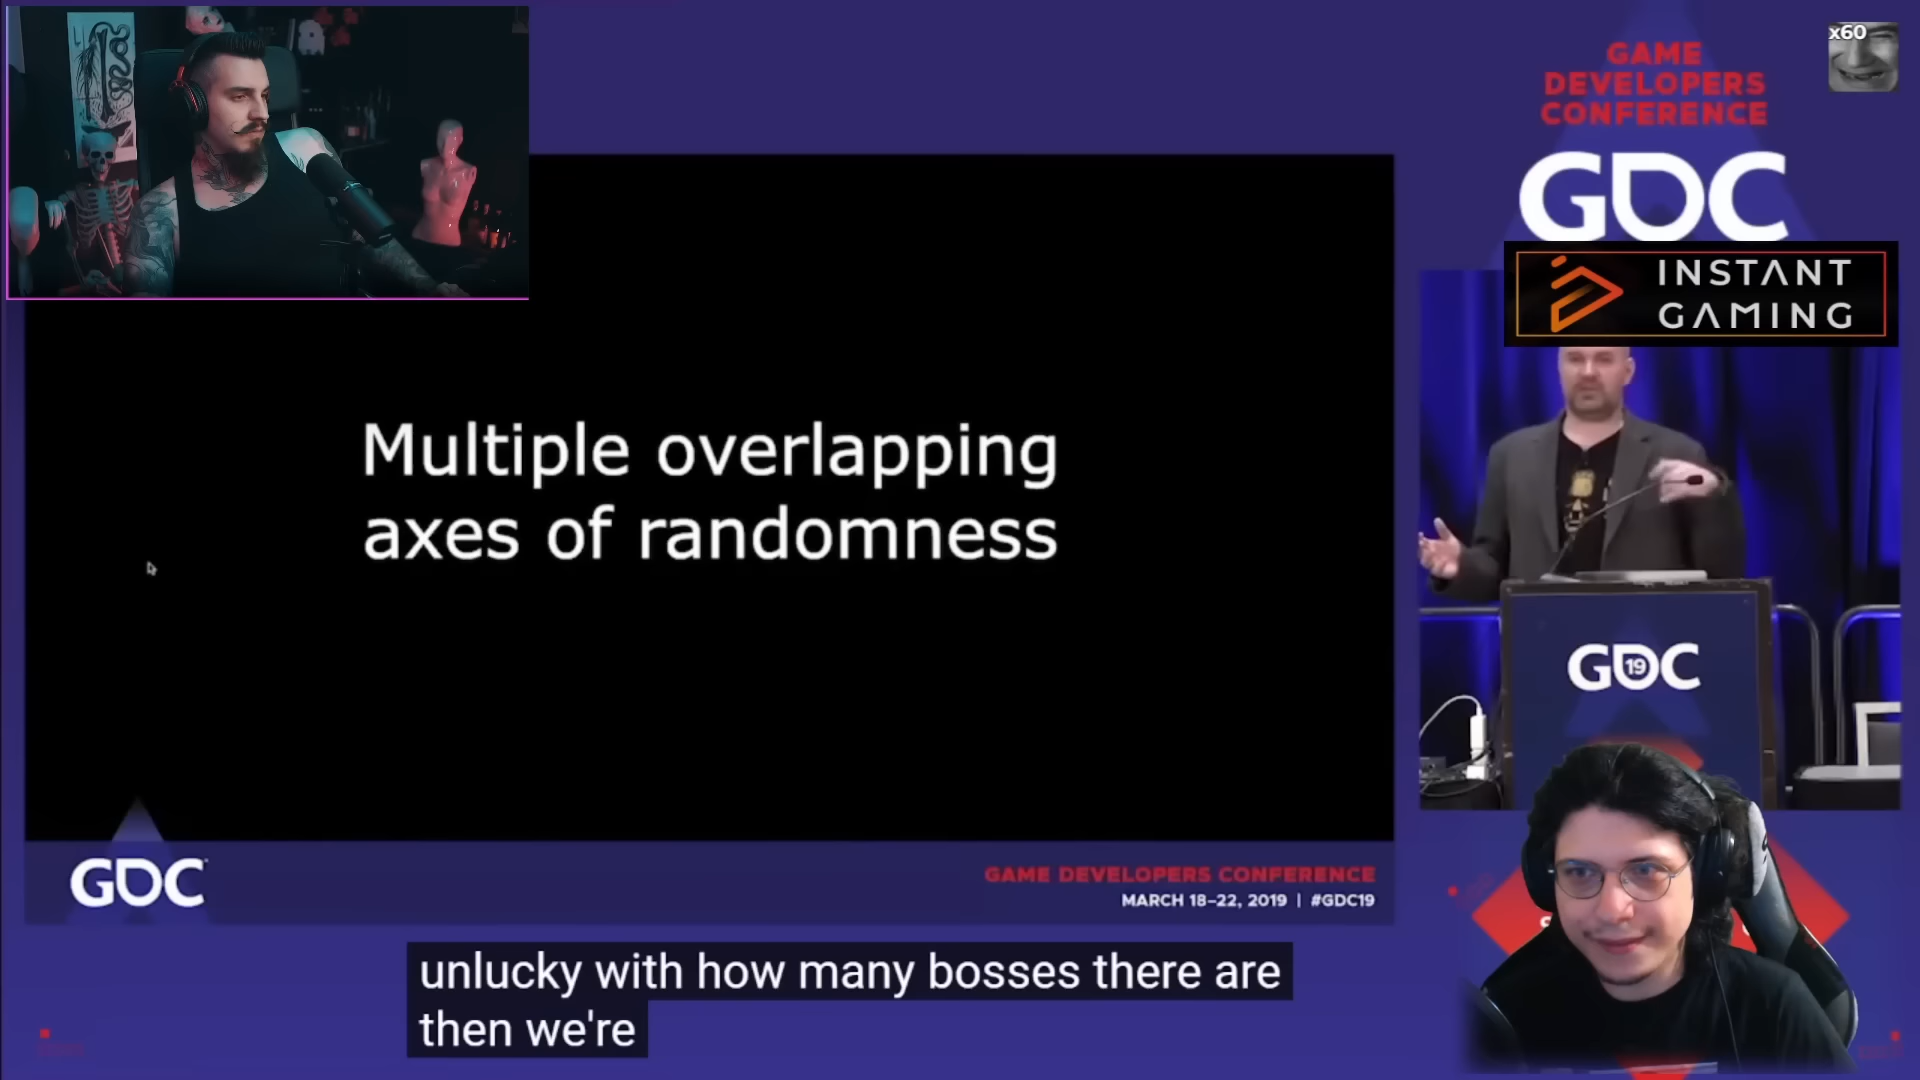 x60
GAME
DEVELOPERS
CONFERENCE
GDC
INSTANT
GAMING
Multiple overlapping
axes of randomness
GDC
19
GDC
GAME DEVELOPERS CONFERENCE
MARCH 18-22, 2019 | #GDC19
unlucky with how many bosses there are
then we're